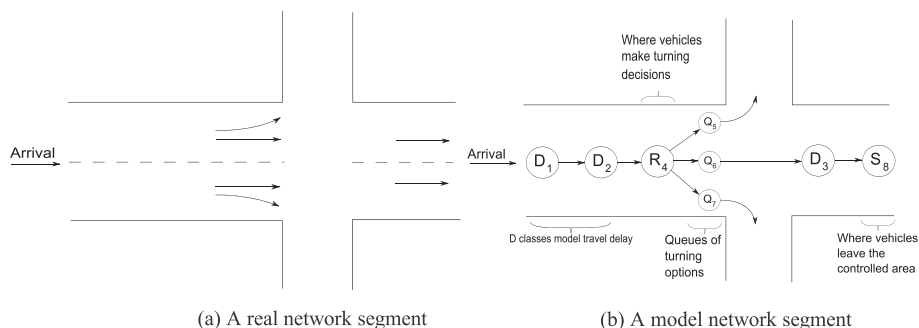 Arrival
(a) A real network segment
Where vehicles
make turning
decisions
Arrival
D1
D2
R4
Q5
Q6
Q7
D3
S8
D classes model travel delay
Queues of
turning
options
Where vehicles
leave the
controlled area
(b) A model network segment